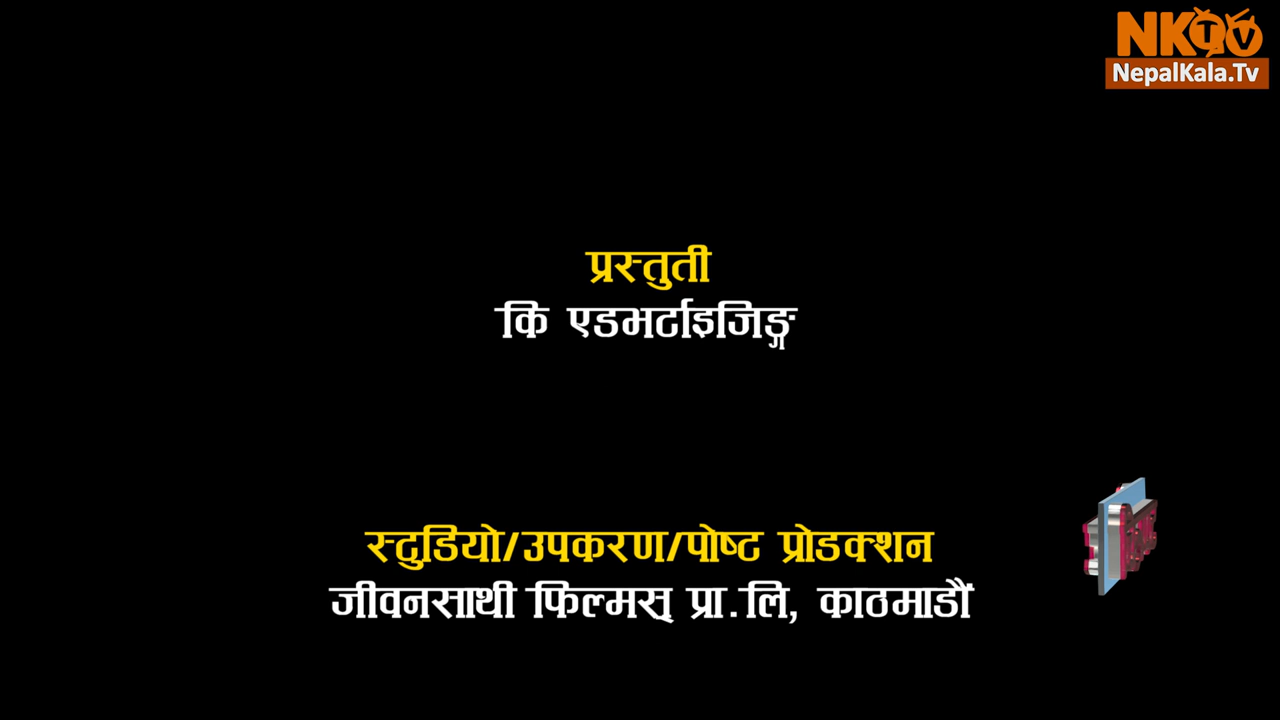 NKTV
NepalKala.Tv
प्रस्तुती
कि एडभर्टाइजिङ्ग
स्टुडियो/उपकरण/पोष्ट प्रोडक्शन
जीवनसाथी फिल्मस् प्रा.लि, काठमाडौं